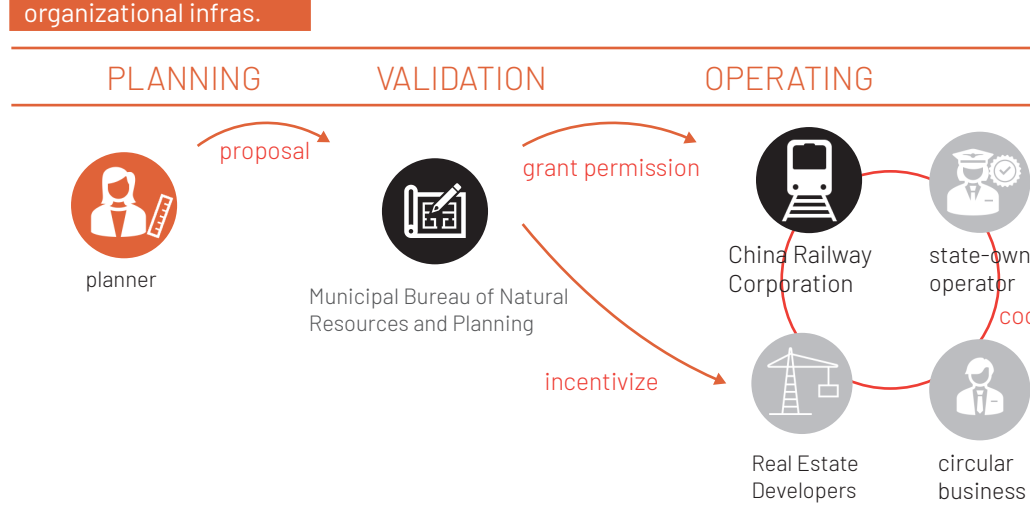 organizational infras.
PLANNING
VALIDATION
OPERATING
proposal
grant permission
planner
Municipal Bureau of Natural
Resources and Planning
China Railway
Corporation
operator
incentivize
Real Estate
Developers
circular
business